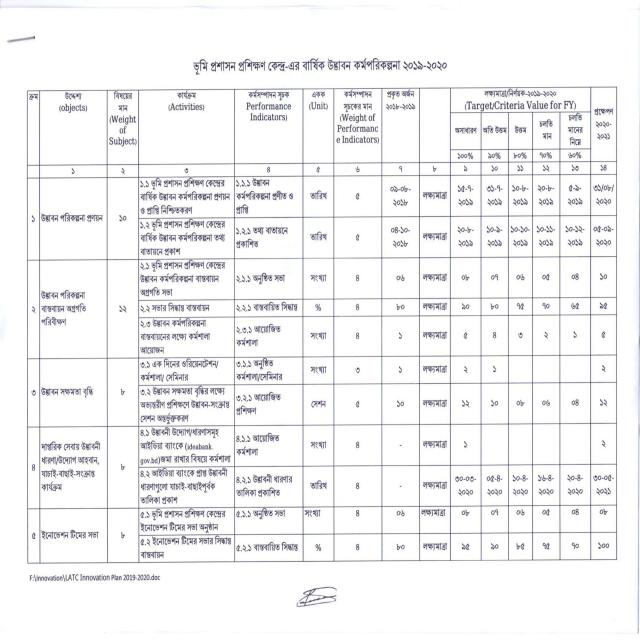 ভূমি প্রশাসন প্রশিক্ষণ কেন্দ্র-এর বার্ষিক উদ্ভাবন কর্মপরিকল্পনা ২০১৯-২০২০
ক্রম উদ্দেশ্য (objects) বিষয়ের মান (Weight of Subject) কার্যক্রম (Activities) কর্মসম্পাদন সূচক Performance Indicators) একক (Unit) কর্মসম্পাদন সূচকের মান (Weight of Performance Indicators) প্রকৃত অর্জন ২০১৮-২০১৯ লক্ষ্যমাত্রা/নির্ণায়ক-২০১৯-২০২০ (Target/Criteria Value for FY) প্রক্ষেপণ ২০২০-২০২১
অসাধারণ অতি উত্তম উত্তম চলতি মান চলতি মানের নিম্নে
১০০% ৯০% ৮০% ৭০% ৬০%
১ ২ ৩ ৪ ৫ ৬ ৭ ৮ ৯ ১০ ১১ ১২ ১৩ ১৪
১ উদ্ভাবন পরিকল্পনা প্রণয়ন ১০ ১.১ ভূমি প্রশাসন প্রশিক্ষণ কেন্দ্রের বার্ষিক উদ্ভাবন কর্মপরিকল্পনা প্রণয়ন ও প্রাপ্তি নিশ্চিতকরণ ১.১.১ উদ্ভাবন কর্মপরিকল্পনা প্রণীত ও প্রাপ্তি তারিখ ৫ ০৯-০৮-২০১৮ লক্ষ্যমাত্রা ১৫-৭-২০১৯ ৩১-৭-২০১৯ ১০-৮-২০১৯ ২০-৮-২০১৯ ৫-৯-২০১৯ ৩১/০৮/২০২০
১.২ ভূমি প্রশাসন প্রশিক্ষণ কেন্দ্রের বার্ষিক উদ্ভাবন কর্মপরিকল্পনা তথ্য বাতায়নে প্রকাশ ১.২.১ তথ্য বাতায়নে প্রকাশিত তারিখ ৫ ০৪-১০-২০১৮ লক্ষ্যমাত্রা ২০-৮-২০১৯ ১০-৯-২০১৯ ১০-১০-২০১৯ ২০-১০-২০১৯ ১০-১২-২০১৯ ০৫-০৯-২০২০
২ উদ্ভাবন পরিকল্পনা বাস্তবায়ন অগ্রগতি পরিবীক্ষণ ১২ ২.১ ভূমি প্রশাসন প্রশিক্ষণ কেন্দ্রের উদ্ভাবন কর্মপরিকল্পনা বাস্তবায়ন অগ্রগতি সভা ২.১.১ অনুষ্ঠিত সভা সংখ্যা ৪ ০৬ লক্ষ্যমাত্রা ০৮ ০৭ ০৬ ০৫ ০৪ ১০
২.২ সভার সিদ্ধান্ত বাস্তবায়ন ২.২.১ বাস্তবায়িত সিদ্ধান্ত % ৪ ৮০ লক্ষ্যমাত্রা ৯০ ৮০ ৭৫ ৭০ ৬৫ ৯৫
২.৩ উদ্ভাবন কর্মপরিকল্পনা বাস্তবায়নের লক্ষ্যে কর্মশালা আয়োজন ২.৩.১ আয়োজিত কর্মশালা সংখ্যা ৪ ১ লক্ষ্যমাত্রা ৫ ৪ ৩ ২ ১ ৫
৩ উদ্ভাবন সক্ষমতা বৃদ্ধি ৮ ৩.১ এক দিনের ওরিয়েন্টেশন/কর্মশালা/ সেমিনার ৩.১.১ অনুষ্ঠিত কর্মশালা/সেমিনার সংখ্যা ৩ ১ লক্ষ্যমাত্রা ২ ১ ২
৩.২ উদ্ভাবন সক্ষমতা বৃদ্ধির লক্ষ্যে অভ্যন্তরীণ প্রশিক্ষণে উদ্ভাবন-সংক্রান্ত সেশন অন্তর্ভুক্তকরণ ৩.২.১ আয়োজিত প্রশিক্ষণ সেশন ৫ ১০ লক্ষ্যমাত্রা ১২ ১০ ০৮ ০৬ ০৪ ১২
৪ দাপ্তরিক সেবায় উদ্ভাবনী ধারণা/উদ্যোগ আহবান, যাচাই-বাছাই-সংক্রান্ত কার্যক্রম ৮ ৪.১ উদ্ভাবনী উদ্যোগ/ধারণাসমূহ আইডিয়া ব্যাংকে (ideabank.gov.bd)জমা রাখার বিষয়ে কর্মশালা ৪.১.১ আয়োজিত কর্মশালা সংখ্যা ৪ - লক্ষ্যমাত্রা ১ ২
৪.২ আইডিয়া ব্যাংকে প্রাপ্ত উদ্ভাবনী ধারণাগুলো যাচাই-বাছাইপূর্বক তালিকা প্রকাশ ৪.২.১ উদ্ভাবনী ধারণার তালিকা প্রকাশিত তারিখ ৪ - লক্ষ্যমাত্রা ৩০-০৩-২০২০ ০৫-৪-২০২০ ১০-৪-২০২০ ১৬-৪-২০২০ ২০-৪-২০২০ ৩০-০৫-২০২১
৫ ইনোভেশন টিমের সভা ৮ ৫.১ ভূমি প্রশাসন প্রশিক্ষণ কেন্দ্রের ইনোভেশন টিমের সভা অনুষ্ঠান ৫.১.১ অনুষ্ঠিত সভা সংখ্যা ৪ ০৬ লক্ষ্যমাত্রা ০৮ ০৭ ০৬ ০৫ ০৪ ০৮
৫.২ ইনোভেশন টিমের সভার সিদ্ধান্ত বাস্তবায়ন ৫.২.১ বাস্তবায়িত সিদ্ধান্ত % ৪ ৮০ লক্ষ্যমাত্রা ৯৫ ৯০ ৮৫ ৭৫ ৭০ ১০০
F:\Innovation\LATC Innovation Plan 2019-2020.doc